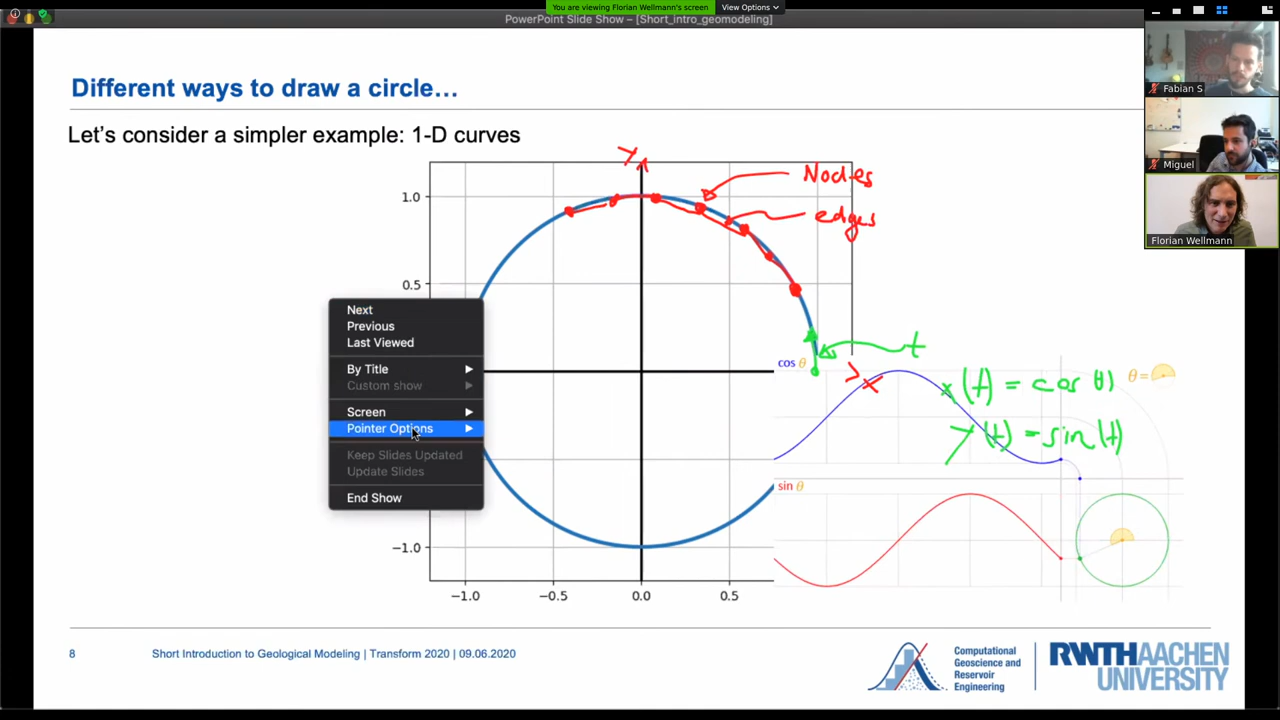 You are viewing Florian Wellmann's screen
View Options
PowerPoint Slide Show – [Short_intro_geomodeling]
Fabian S
Miguel
Florian Wellmann
Different ways to draw a circle…
Let's consider a simpler example: 1-D curves
y
Nodes
edges
1.0
0.5
−1.0
−1.0
−0.5
0.0
0.5
Next
Previous
Last Viewed
By Title
Custom show
Screen
Pointer Options
Keep Slides Updated
Update Slides
End Show
t
x
cos θ
θ =
x(t) = cos(t)
y(t) = sin(t)
sin θ
8
Short Introduction to Geological Modeling | Transform 2020 | 09.06.2020
Computational
Geoscience and
Reservoir
Engineering
RWTH AACHEN
UNIVERSITY